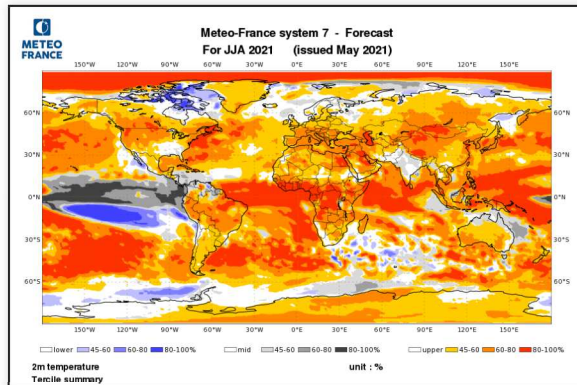 METEO
FRANCE
Meteo-France system 7 - Forecast
For JJA 2021 (issued May 2021)
150°W 120°W 90°W 60°W 30°W 0°E 30°E 60°E 90°E 120°E 150°E
60°N 60°N
30°N 30°N
0°N 0°N
30°S 30°S
60°S 60°S
150°W 120°W 90°W 60°W 30°W 0°E 30°E 60°E 90°E 120°E 150°E
lower 45-60 60-80 80-100% mid 45-60 60-80 80-100% upper 45-60 60-80 80-100%
2m temperature unit : %
Tercile summary